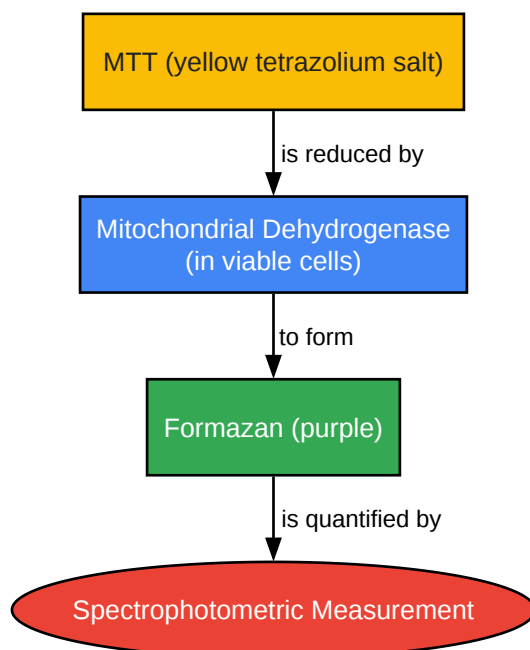 MTT (yellow tetrazolium salt)
is reduced by
Mitochondrial Dehydrogenase
(in viable cells)
to form
Formazan (purple)
is quantified by
Spectrophotometric Measurement